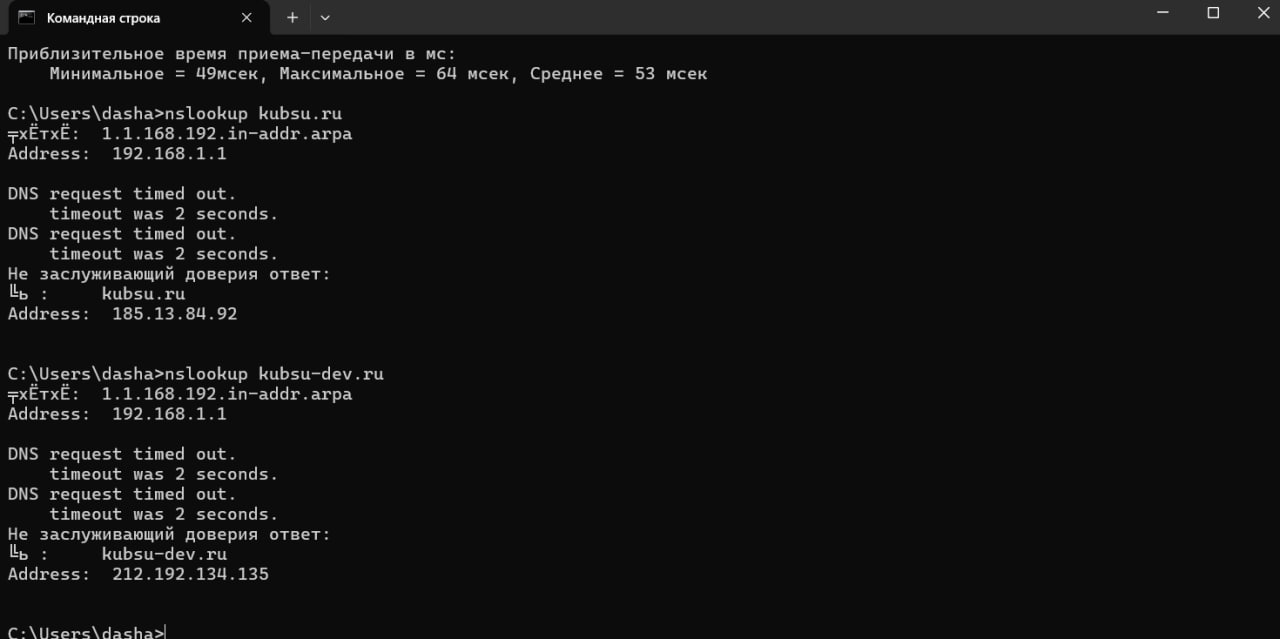 Командная строка
Приблизительное время приема-передачи в мс:
    Минимальное = 49мсек, Максимальное = 64 мсек, Среднее = 53 мсек
C:\Users\dasha>nslookup kubsu.ru
╤хЁтхЁ:  1.1.168.192.in-addr.arpa
Address:  192.168.1.1
DNS request timed out.
    timeout was 2 seconds.
DNS request timed out.
    timeout was 2 seconds.
Не заслуживающий доверия ответ:
╚ь :     kubsu.ru
Address:  185.13.84.92
C:\Users\dasha>nslookup kubsu-dev.ru
╤хЁтхЁ:  1.1.168.192.in-addr.arpa
Address:  192.168.1.1
DNS request timed out.
    timeout was 2 seconds.
DNS request timed out.
    timeout was 2 seconds.
Не заслуживающий доверия ответ:
╚ь :     kubsu-dev.ru
Address:  212.192.134.135
C:\Users\dasha>